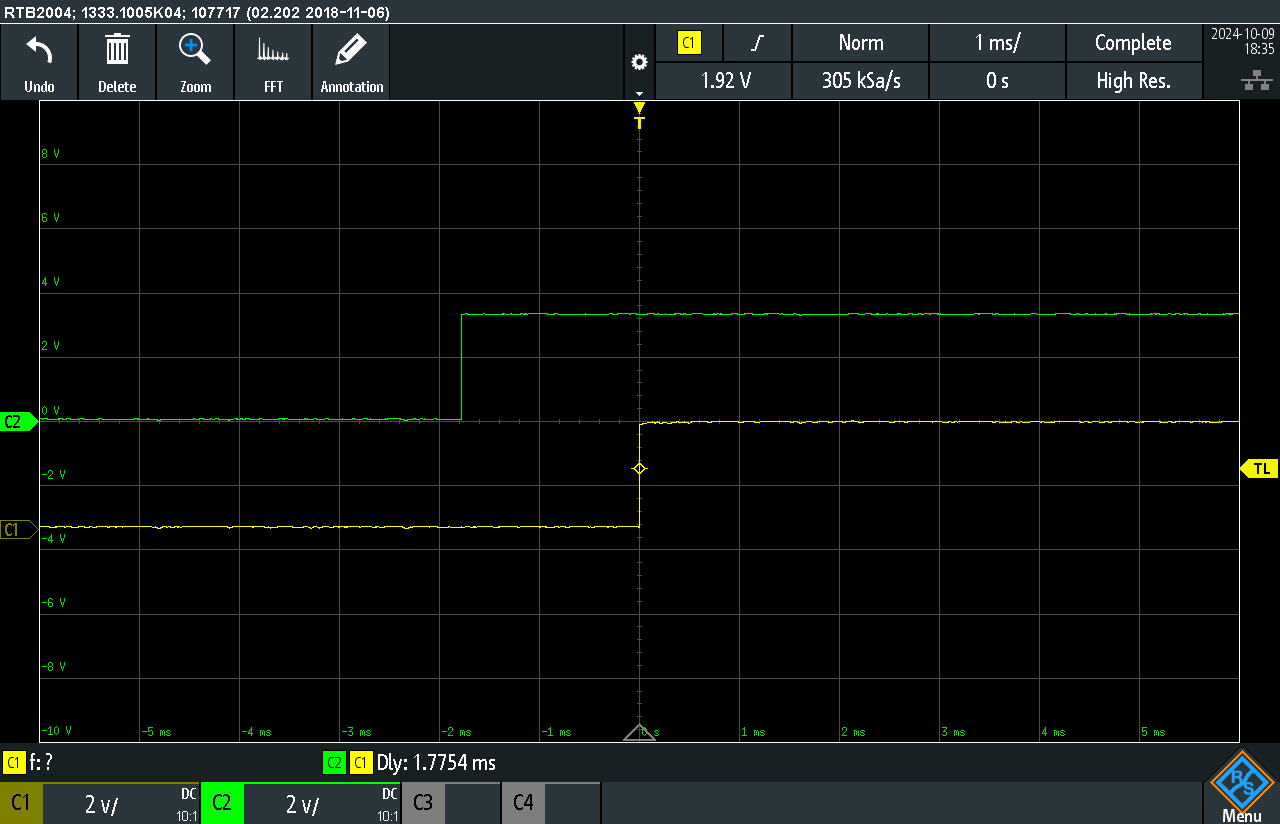 RTB2004; 1333.1005K04; 107717 (02.202 2018-11-06)
Undo
Delete
Zoom
FFT
Annotation
C1
Norm
1 ms/
Complete
2024-10-09
18:35
1.92 V
305 kSa/s
0 s
High Res.
T
8 V
6 V
4 V
2 V
0 V
C2
-2 V
TL
C1
-4 V
-6 V
-8 V
-10 V
-5 ms
-4 ms
-3 ms
-2 ms
-1 ms
0 s
1 ms
2 ms
3 ms
4 ms
5 ms
C1 f: ?
C2 C1 Dly: 1.7754 ms
C1
2 V/
DC
10:1
C2
2 V/
DC
10:1
C3
C4
R S
Menu